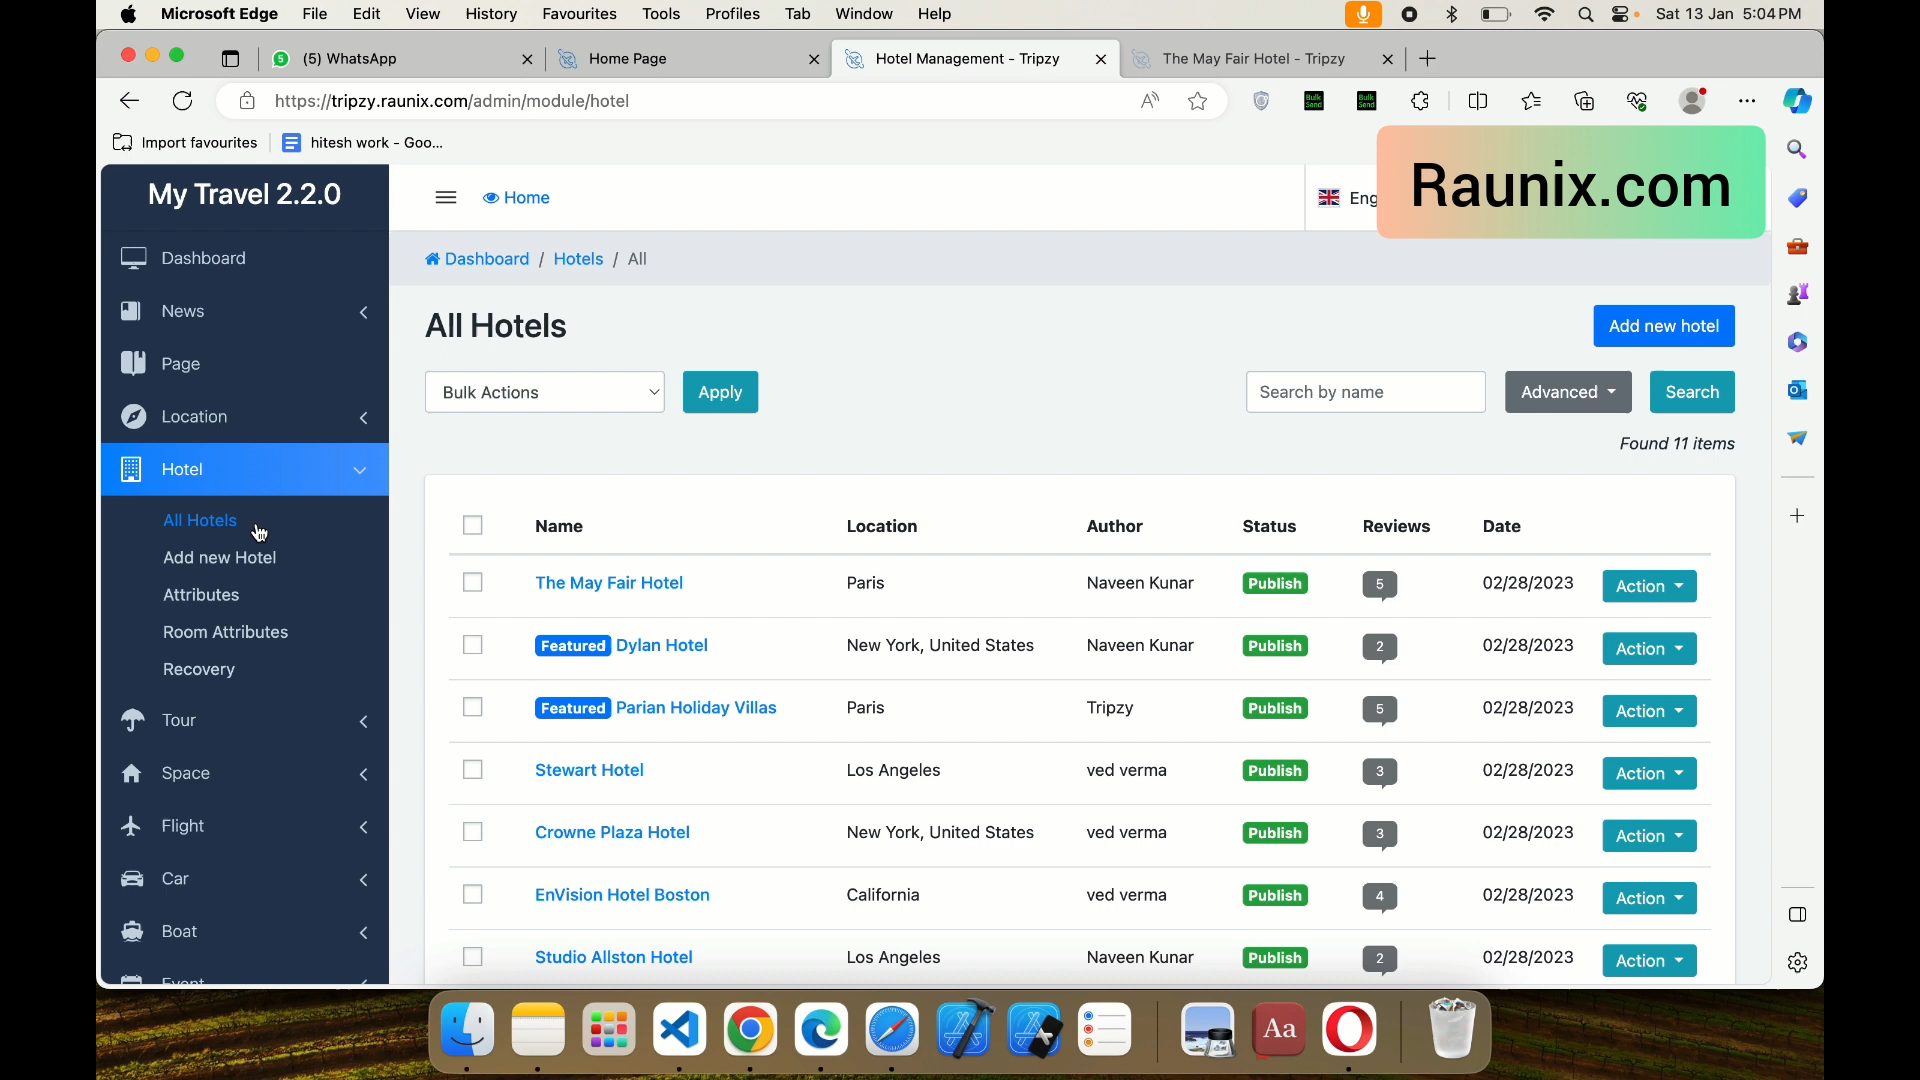 Microsoft Edge File Edit View History Favourites Tools Profiles Tab Window Help Sat 13 Jan 5:04 PM
(5) WhatsApp Home Page Hotel Management - Tripzy The May Fair Hotel - Tripzy
https://tripzy.raunix.com/admin/module/hotel
Import favourites hitesh work - Goo...
Raunix.com
My Travel 2.2.0
Home
Eng
Dashboard
News
Page
Location
Hotel
All Hotels
Add new Hotel
Attributes
Room Attributes
Recovery
Tour
Space
Flight
Car
Boat
Event
Dashboard / Hotels / All
All Hotels
Add new hotel
Bulk Actions Apply Search by name Advanced Search
Found 11 items
Name Location Author Status Reviews Date
The May Fair Hotel Paris Naveen Kunar Publish 5 02/28/2023 Action
Featured Dylan Hotel New York, United States Naveen Kunar Publish 2 02/28/2023 Action
Featured Parian Holiday Villas Paris Tripzy Publish 5 02/28/2023 Action
Stewart Hotel Los Angeles ved verma Publish 3 02/28/2023 Action
Crowne Plaza Hotel New York, United States ved verma Publish 3 02/28/2023 Action
EnVision Hotel Boston California ved verma Publish 4 02/28/2023 Action
Studio Allston Hotel Los Angeles Naveen Kunar Publish 2 02/28/2023 Action
Aa